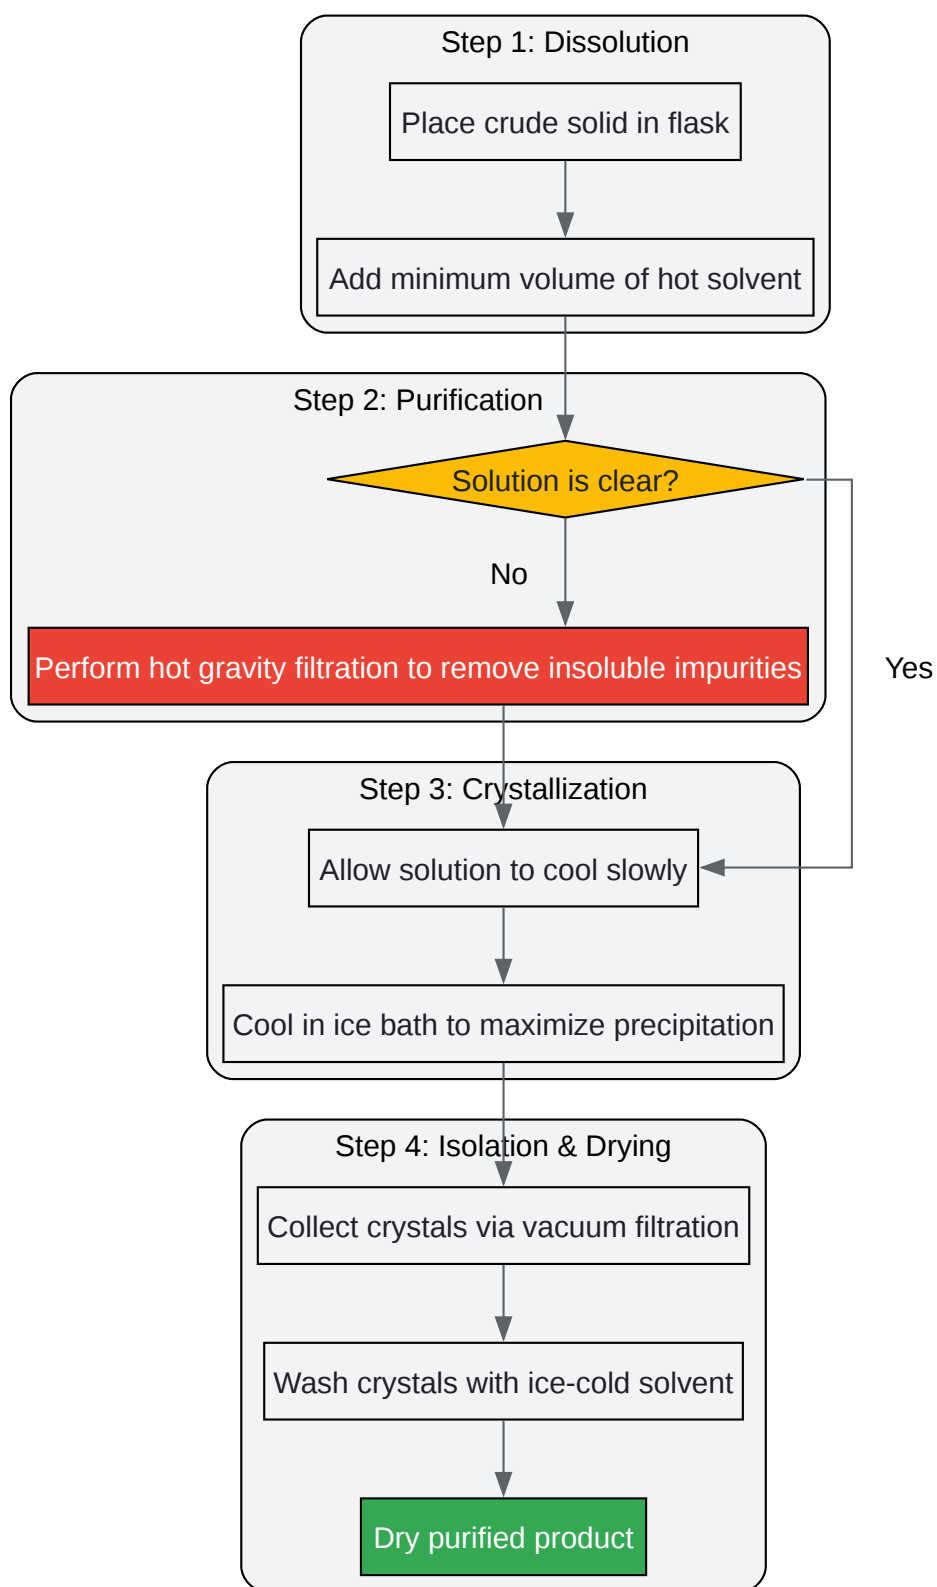 Step 1: Dissolution
Place crude solid in flask
Add minimum volume of hot solvent
Step 2: Purification
Solution is clear?
No
Perform hot gravity filtration to remove insoluble impurities
Yes
Step 3: Crystallization
Allow solution to cool slowly
Cool in ice bath to maximize precipitation
Step 4: Isolation & Drying
Collect crystals via vacuum filtration
Wash crystals with ice-cold solvent
Dry purified product